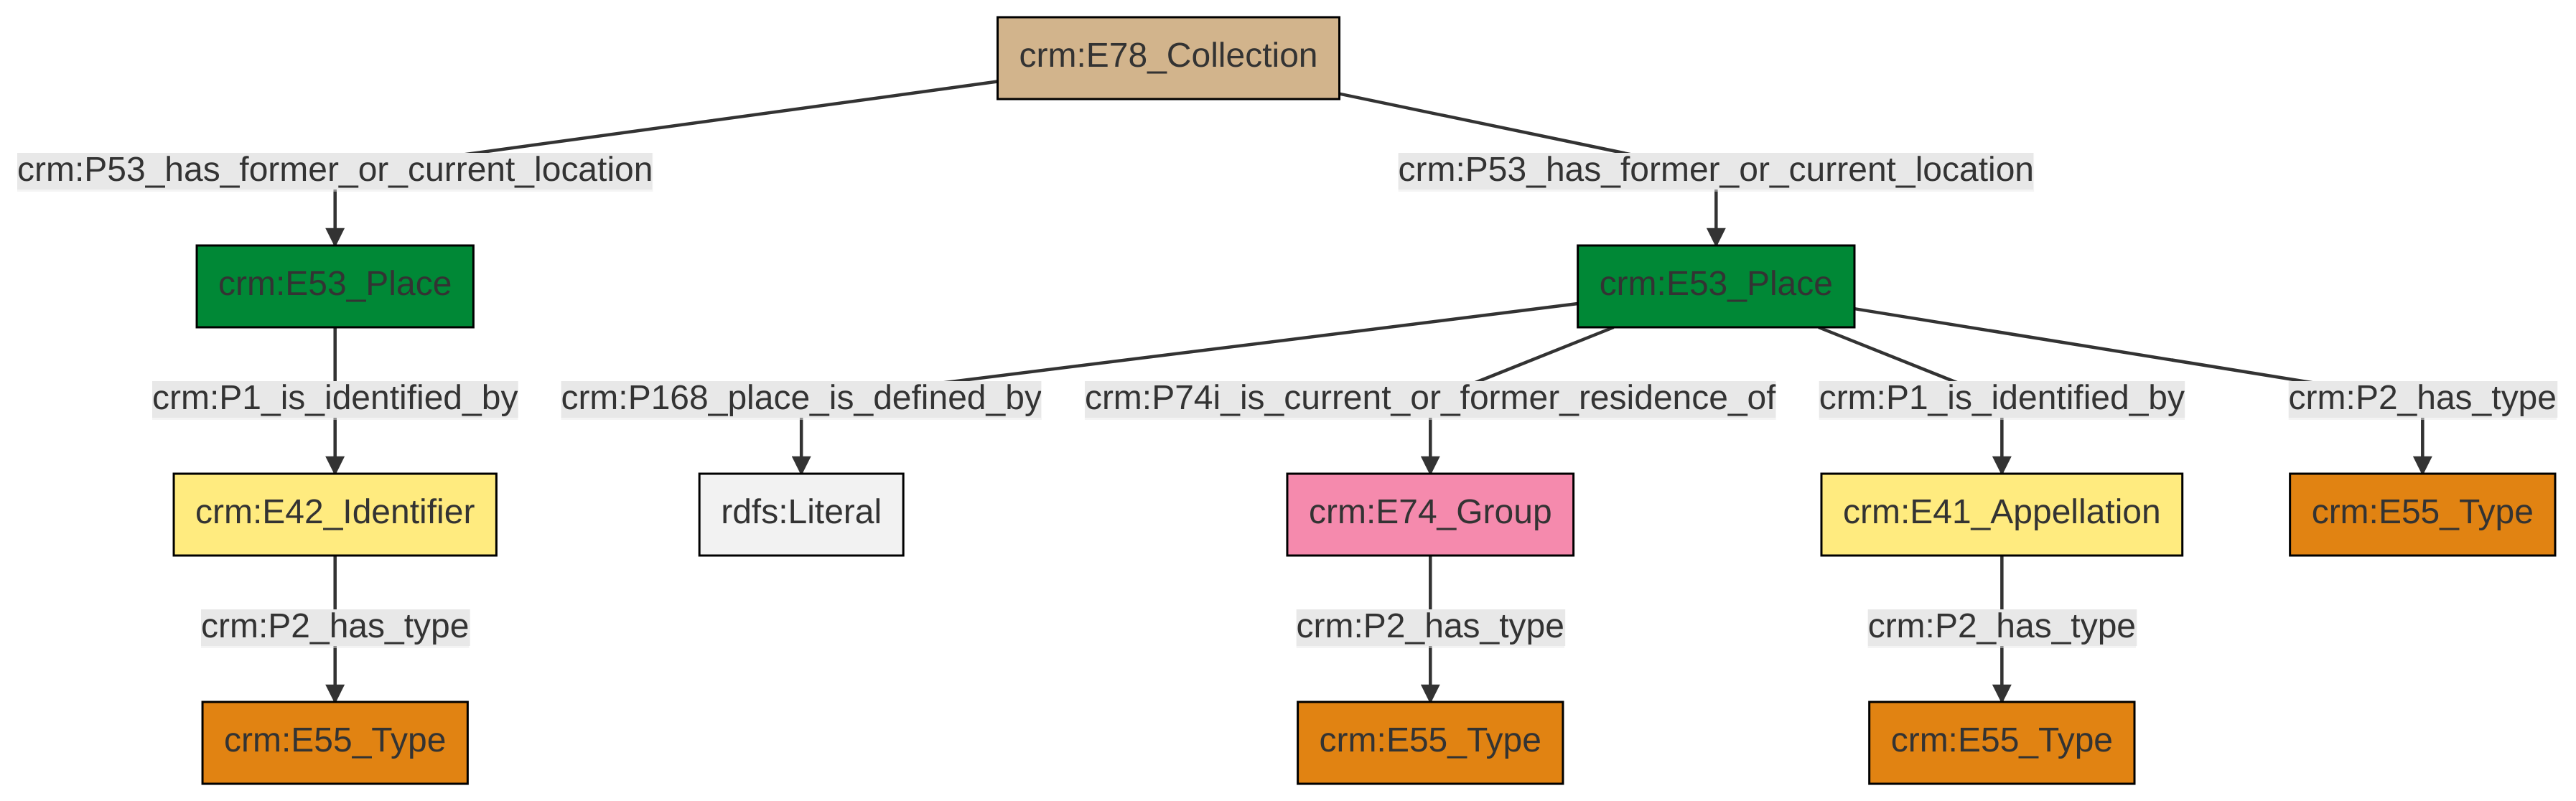 crm:E78_Collection
crm:P53_has_former_or_current_location
crm:P53_has_former_or_current_location
crm:E53_Place
crm:E53_Place
crm:P1_is_identified_by
crm:P168_place_is_defined_by
crm:P74i_is_current_or_former_residence_of
crm:P1_is_identified_by
crm:P2_has_type
crm:E42_Identifier
rdfs:Literal
crm:E74_Group
crm:E41_Appellation
crm:E55_Type
crm:P2_has_type
crm:P2_has_type
crm:P2_has_type
crm:E55_Type
crm:E55_Type
crm:E55_Type